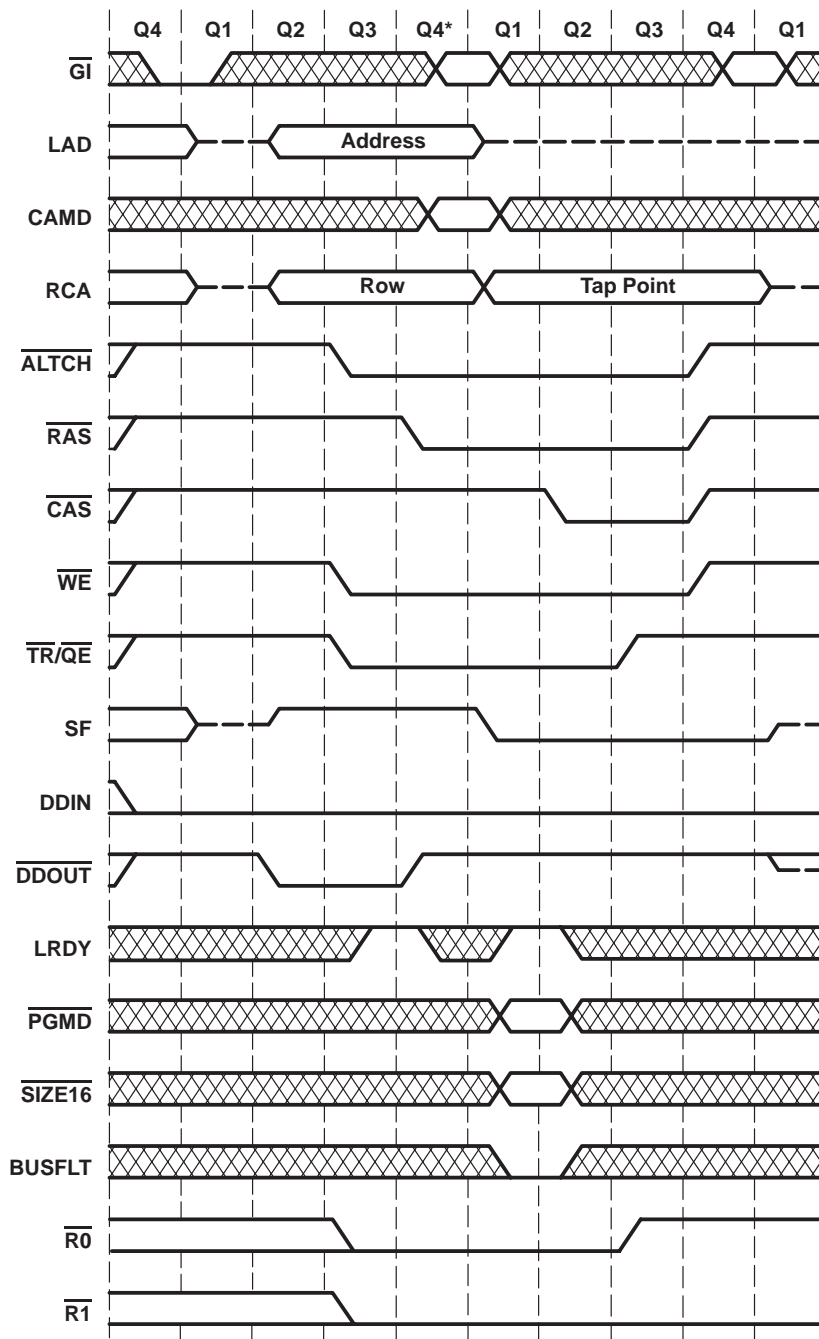 Q4 Q1 Q2 Q3 Q4* Q1 Q2 Q3 Q4 Q1
GI
LAD Address
CAMD
RCA Row Tap Point
ALTCH
RAS
CAS
WE
TR/QE
SF
DDIN
DDOUT
LRDY
PGMD
SIZE16
BUSFLT
R0
R1